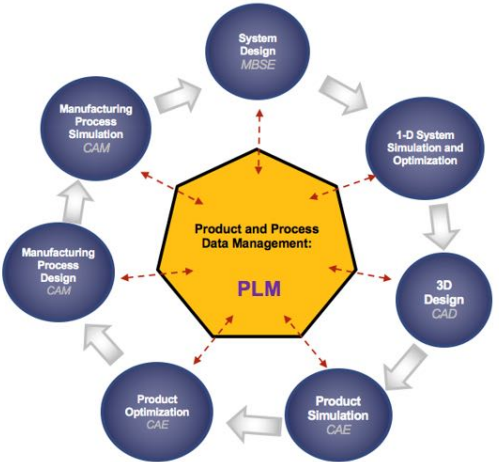 System
Design
MBSE
1-D System
Simulation and
Optimization
3D
Design
CAD
Product
Simulation
CAE
Product
Optimization
CAE
Manufacturing
Process
Design
CAM
Manufacturing
Process
Simulation
CAM
Product and Process
Data Management:
PLM